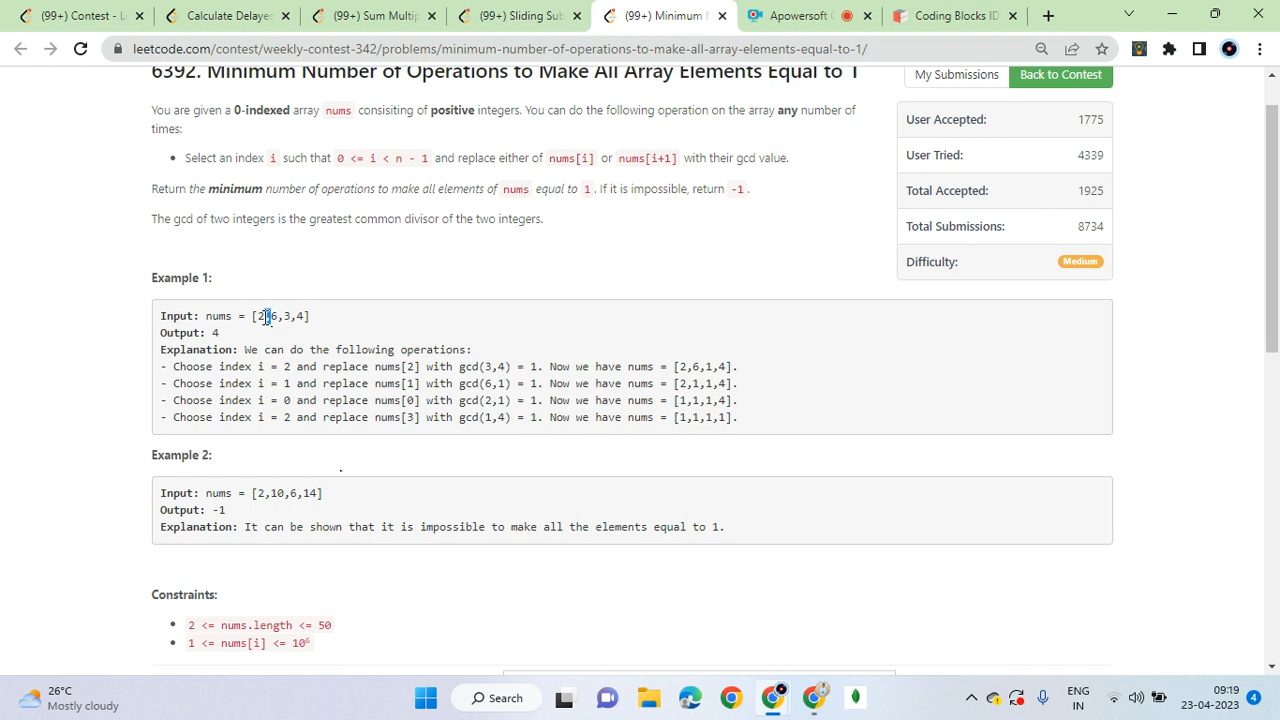 (99+) Contest - L
Calculate Delayed
(99+) Sum Multip
(99+) Sliding Sub
(99+) Minimum N
Apowersoft
Coding Blocks ID
leetcode.com/contest/weekly-contest-342/problems/minimum-number-of-operations-to-make-all-array-elements-equal-to-1/
6392. Minimum Number of Operations to Make All Array Elements Equal to 1
My Submissions
Back to Contest
You are given a 0-indexed array nums consisiting of positive integers. You can do the following operation on the array any number of
times:
• Select an index i such that 0 <= i < n - 1 and replace either of nums[i] or nums[i+1] with their gcd value.
Return the minimum number of operations to make all elements of nums equal to 1. If it is impossible, return -1.
The gcd of two integers is the greatest common divisor of the two integers.
User Accepted: 1775
User Tried: 4339
Total Accepted: 1925
Total Submissions: 8734
Difficulty: Medium
Example 1:
Input: nums = [2,6,3,4]
Output: 4
Explanation: We can do the following operations:
- Choose index i = 2 and replace nums[2] with gcd(3,4) = 1. Now we have nums = [2,6,1,4].
- Choose index i = 1 and replace nums[1] with gcd(6,1) = 1. Now we have nums = [2,1,1,4].
- Choose index i = 0 and replace nums[0] with gcd(2,1) = 1. Now we have nums = [1,1,1,4].
- Choose index i = 2 and replace nums[3] with gcd(1,4) = 1. Now we have nums = [1,1,1,1].
Example 2:
Input: nums = [2,10,6,14]
Output: -1
Explanation: It can be shown that it is impossible to make all the elements equal to 1.
Constraints:
• 2 <= nums.length <= 50
• 1 <= nums[i] <= 10⁶
26°C
Mostly cloudy
Search
ENG
IN
09:19
23-04-2023
4